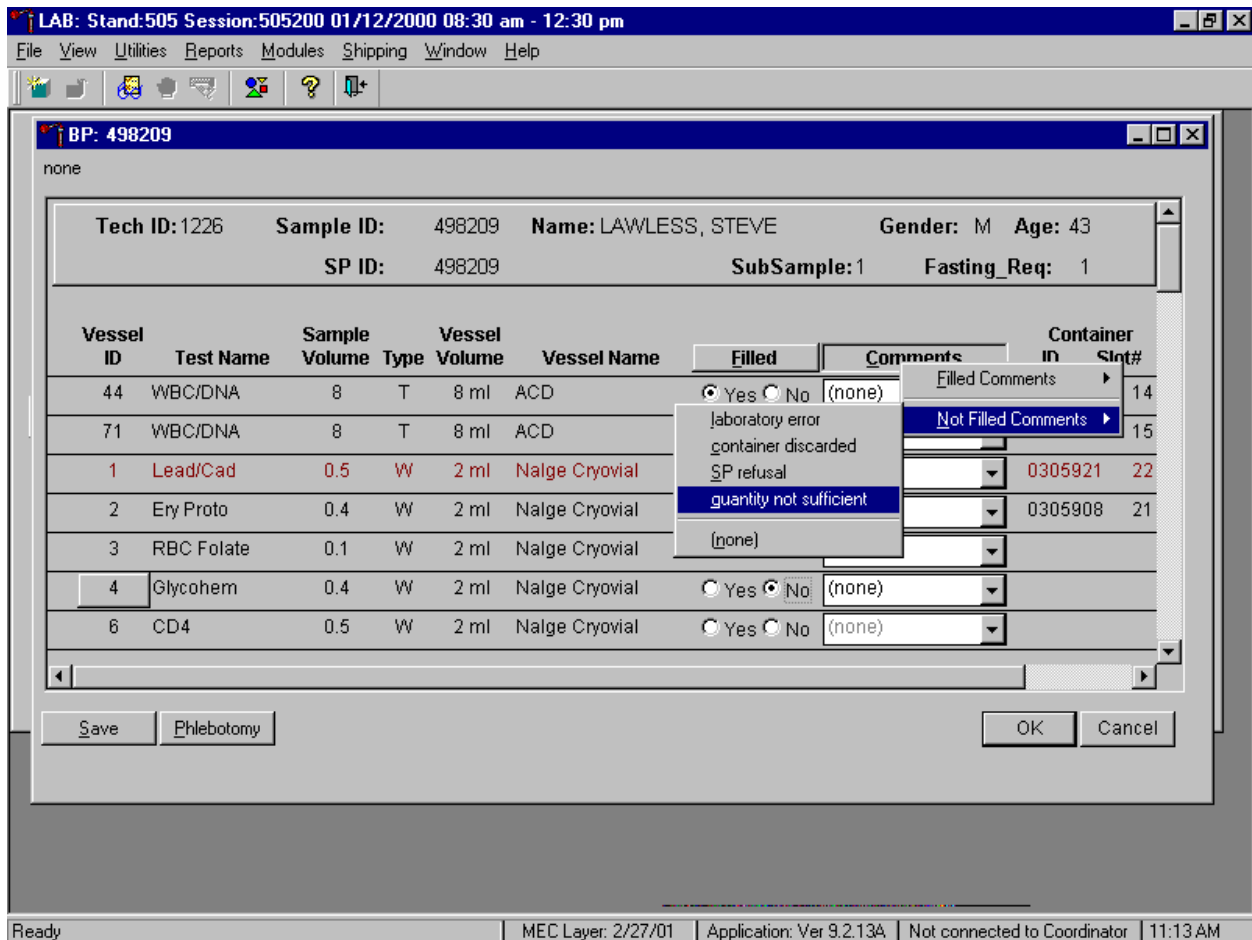 LAB: Stand:505 Session:505200 01/12/2000 08:30 am - 12:30 pm
File View Utilities Reports Modules Shipping Window Help
BP: 498209
none
Tech ID: 1226 Sample ID: 498209 Name: LAWLESS, STEVE Gender: M Age: 43
SP ID: 498209 SubSample: 1 Fasting_Req: 1
Vessel Sample Vessel Container
ID Test Name Volume Type Volume Vessel Name Filled Comments ID Slot#
44 WBC/DNA 8 T 8 ml ACD Yes No (none) 14
Filled Comments
71 WBC/DNA 8 T 8 ml ACD 15
Not Filled Comments
laboratory error
container discarded
SP refusal
quantity not sufficient
(none)
1 Lead/Cad 0.5 W 2 ml Nalge Cryovial 0305921 22
2 Ery Proto 0.4 W 2 ml Nalge Cryovial 0305908 21
3 RBC Folate 0.1 W 2 ml Nalge Cryovial
4 Glycohem 0.4 W 2 ml Nalge Cryovial Yes No (none)
6 CD4 0.5 W 2 ml Nalge Cryovial Yes No (none)
Save Phlebotomy OK Cancel
Ready MEC Layer: 2/27/01 Application: Ver 9.2.13A Not connected to Coordinator 11:13 AM